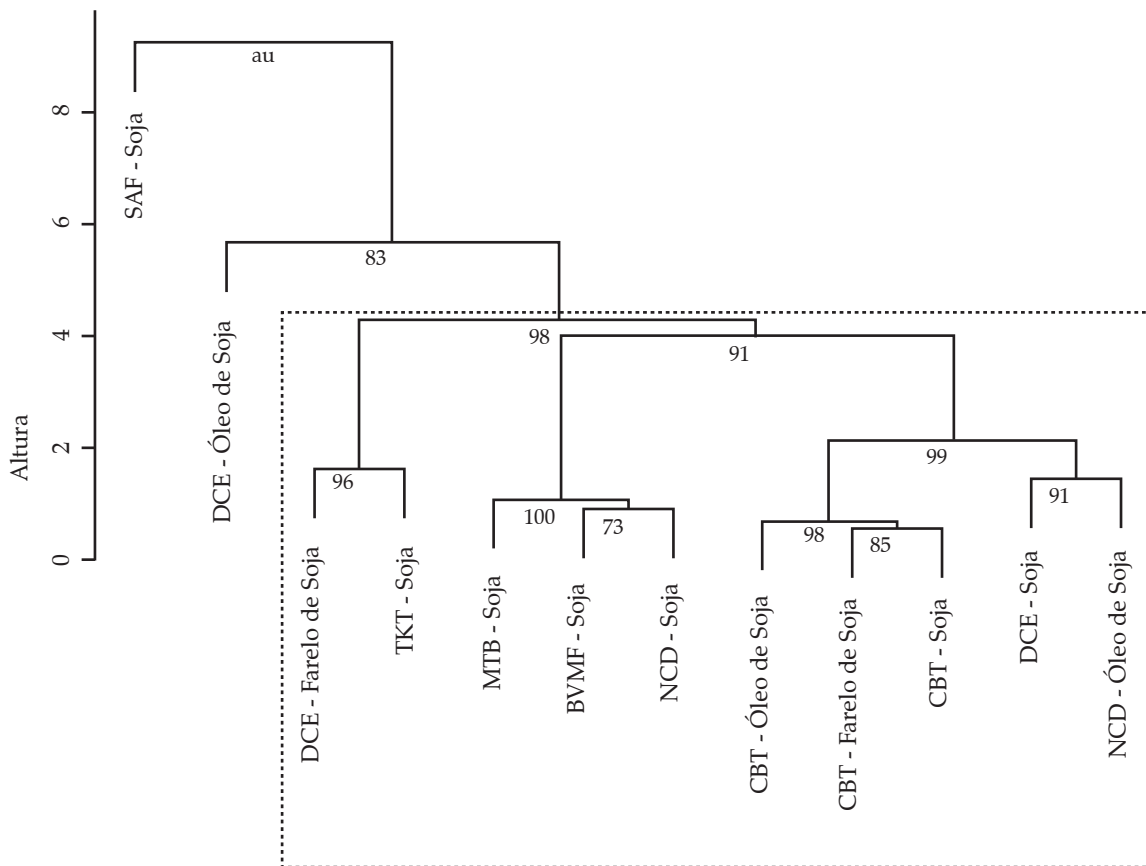 Altura
8
6
4
2
0
au
83
98
91
96
100
73
99
98
85
91
SAF - Soja
DCE - Óleo de Soja
DCE - Farelo de Soja
TKT - Soja
MTB - Soja
BVMF - Soja
NCD - Soja
CBT - Óleo de Soja
CBT - Farelo de Soja
CBT - Soja
DCE - Soja
NCD - Óleo de Soja